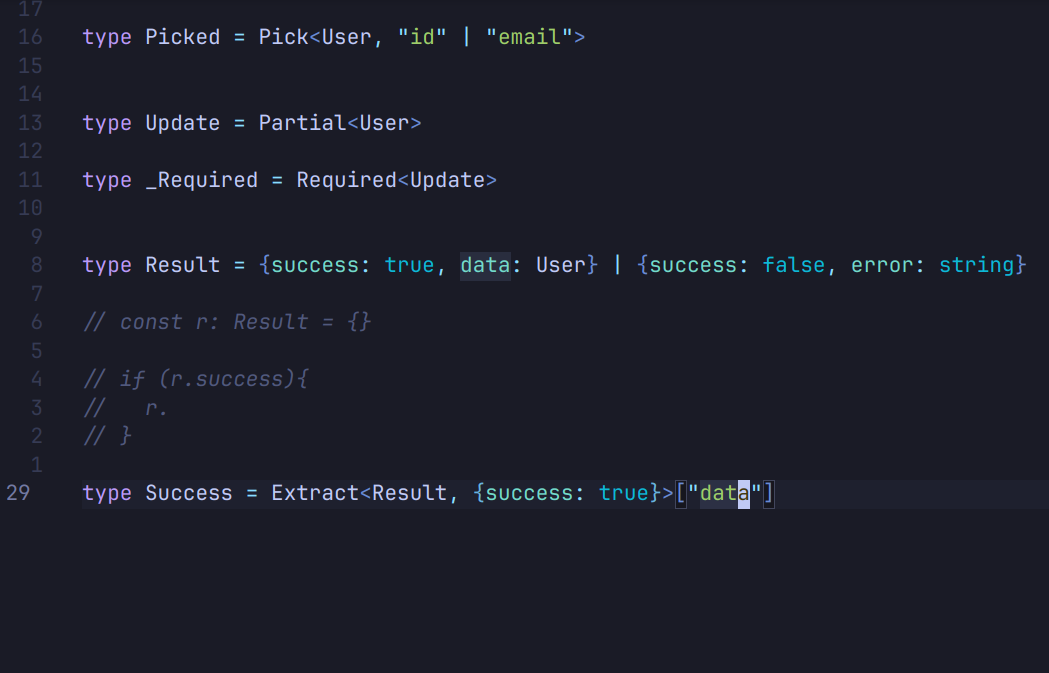 17
16 type Picked = Pick<User, "id" | "email">
15
14
13 type Update = Partial<User>
12
11 type _Required = Required<Update>
10
9
8 type Result = {success: true, data: User} | {success: false, error: string}
7
6 // const r: Result = {}
5
4 // if (r.success){
3 //   r.
2 // }
1
29 type Success = Extract<Result, {success: true}>["data"]